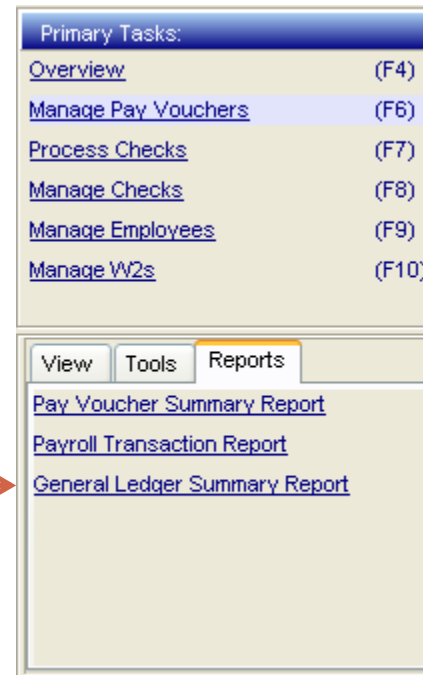 Primary Tasks:
Overview (F4)
Manage Pay Vouchers (F6)
Process Checks (F7)
Manage Checks (F8)
Manage Employees (F9)
Manage W2s (F10)
View Tools Reports
Pay Voucher Summary Report
Payroll Transaction Report
General Ledger Summary Report